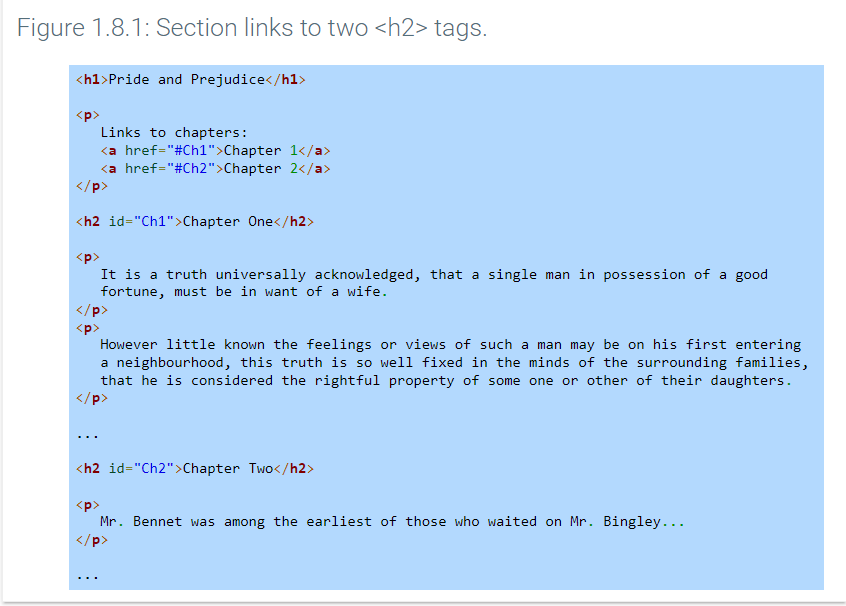 Figure 1.8.1: Section links to two <h2> tags.
<h1>Pride and Prejudice</h1>
<p>
Links to chapters:
<a href="#Ch1">Chapter 1</a>
<a href="#Ch2">Chapter 2</a>
</p>
<h2 id="Ch1">Chapter One</h2>
<p>
It is a truth universally acknowledged, that a single man in possession of a good
fortune, must be in want of a wife.
</p>
<p>
However little known the feelings or views of such a man may be on his first entering
a neighbourhood, this truth is so well fixed in the minds of the surrounding families,
that he is considered the rightful property of some one or other of their daughters.
</p>
...
<h2 id="Ch2">Chapter Two</h2>
<p>
Mr. Bennet was among the earliest of those who waited on Mr. Bingley...
</p>
...